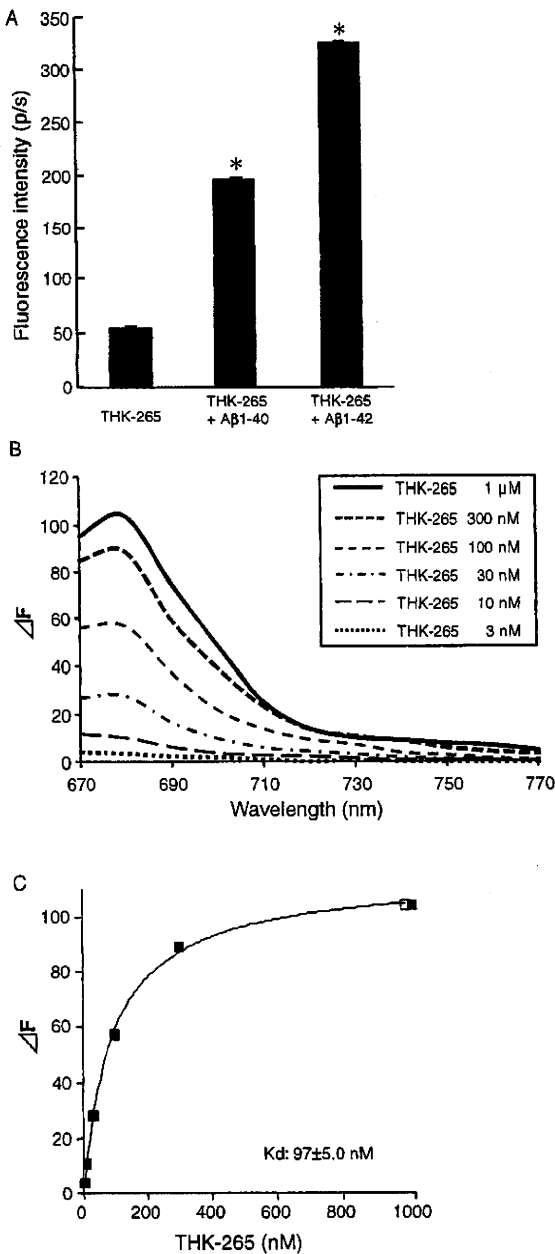 A
350
300
250
200
150
100
50
0
Fluorescence intensity (p/s)
*
*
THK-265
THK-265
+ Aβ1-40
THK-265
+ Aβ1-42
B
120
100
80
60
40
20
0
⊿F
THK-265 1 μM
THK-265 300 nM
THK-265 100 nM
THK-265 30 nM
THK-265 10 nM
THK-265 3 nM
670 690 710 730 750 770
Wavelength (nm)
C
100
80
60
40
20
0
⊿F
Kd: 97±5.0 nM
0 200 400 600 800 1000
THK-265 (nM)